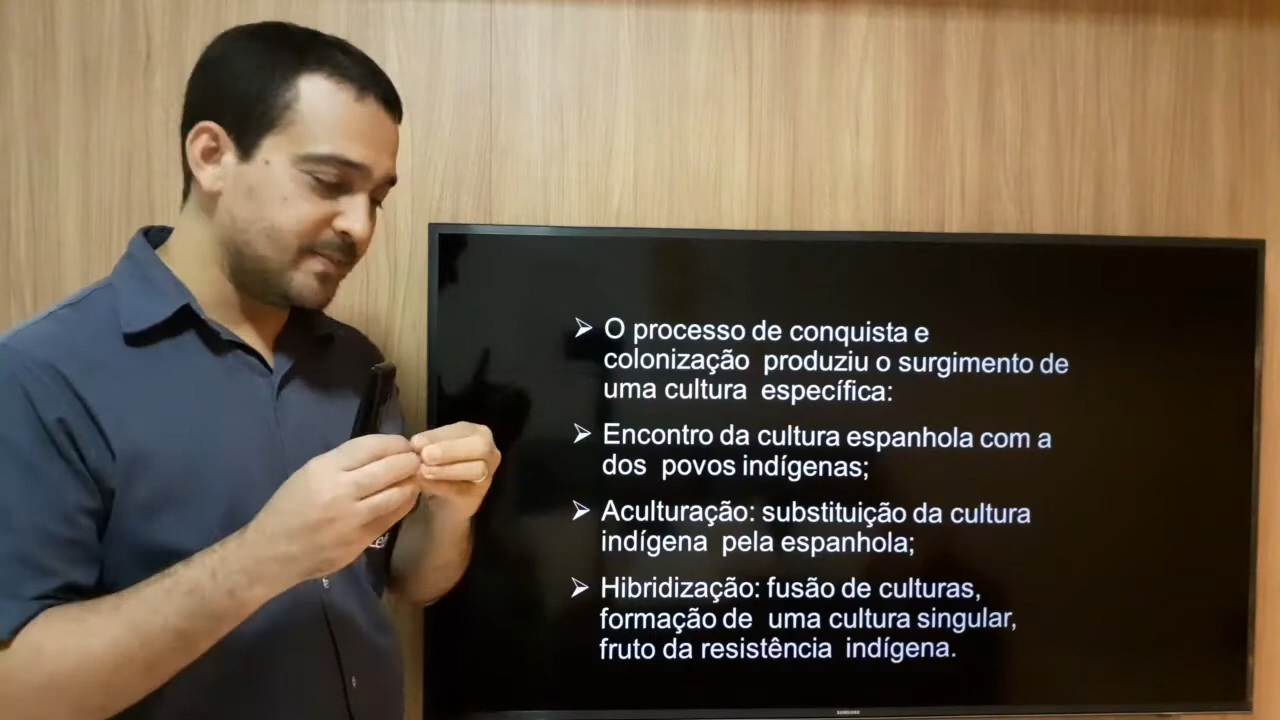 ➢ O processo de conquista e
colonização produziu o surgimento de
uma cultura específica:
➢ Encontro da cultura espanhola com a
dos povos indígenas;
➢ Aculturação: substituição da cultura
indígena pela espanhola;
➢ Hibridização: fusão de culturas,
formação de uma cultura singular,
fruto da resistência indígena.
SAMSUNG